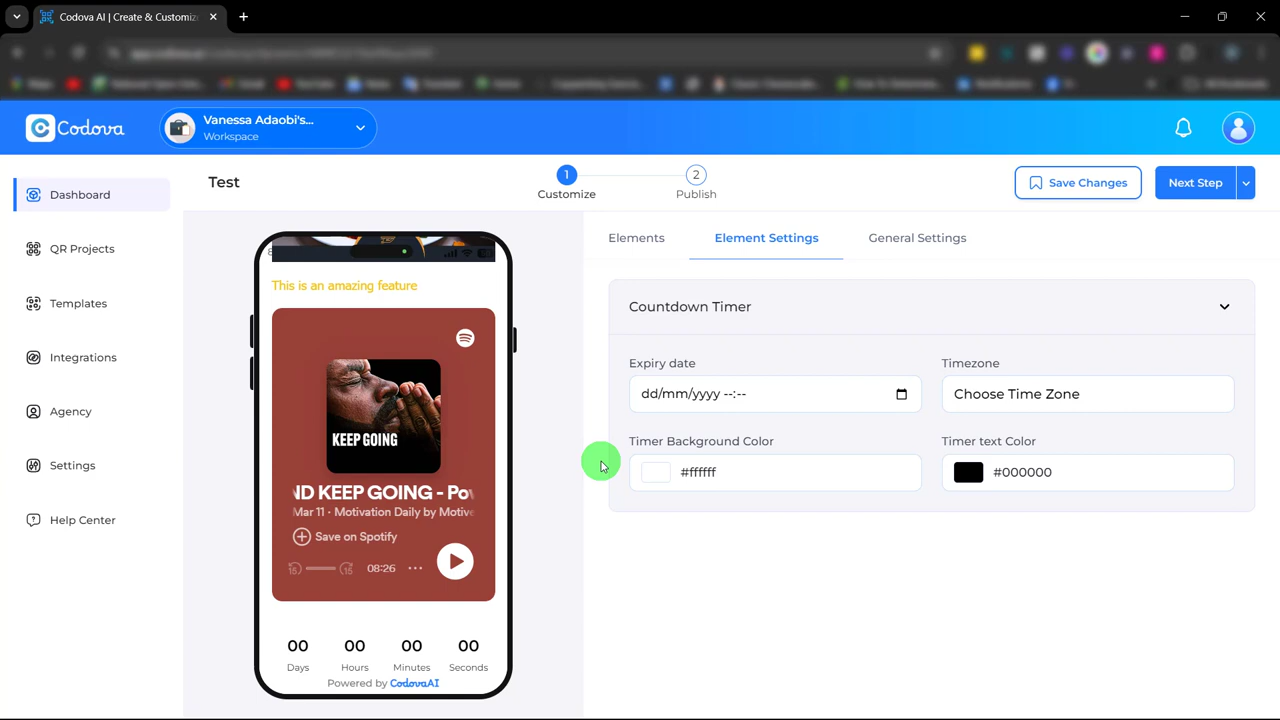 Codova AI | Create & Customize
Codova
Vanessa Adaobi's...
Workspace
Dashboard
QR Projects
Templates
Integrations
Agency
Settings
Help Center
Test
1
Customize
2
Publish
Save Changes
Next Step
This is an amazing feature
KEEP GOING
ND KEEP GOING - Pov
Mar 11 · Motivation Daily by Motive
Save on Spotify
15
15
08:26
00 00 00 00
Days Hours Minutes Seconds
Powered by CodovaAI
Elements
Element Settings
General Settings
Countdown Timer
Expiry date
dd/mm/yyyy --:--
Timezone
Choose Time Zone
Timer Background Color
#ffffff
Timer text Color
#000000